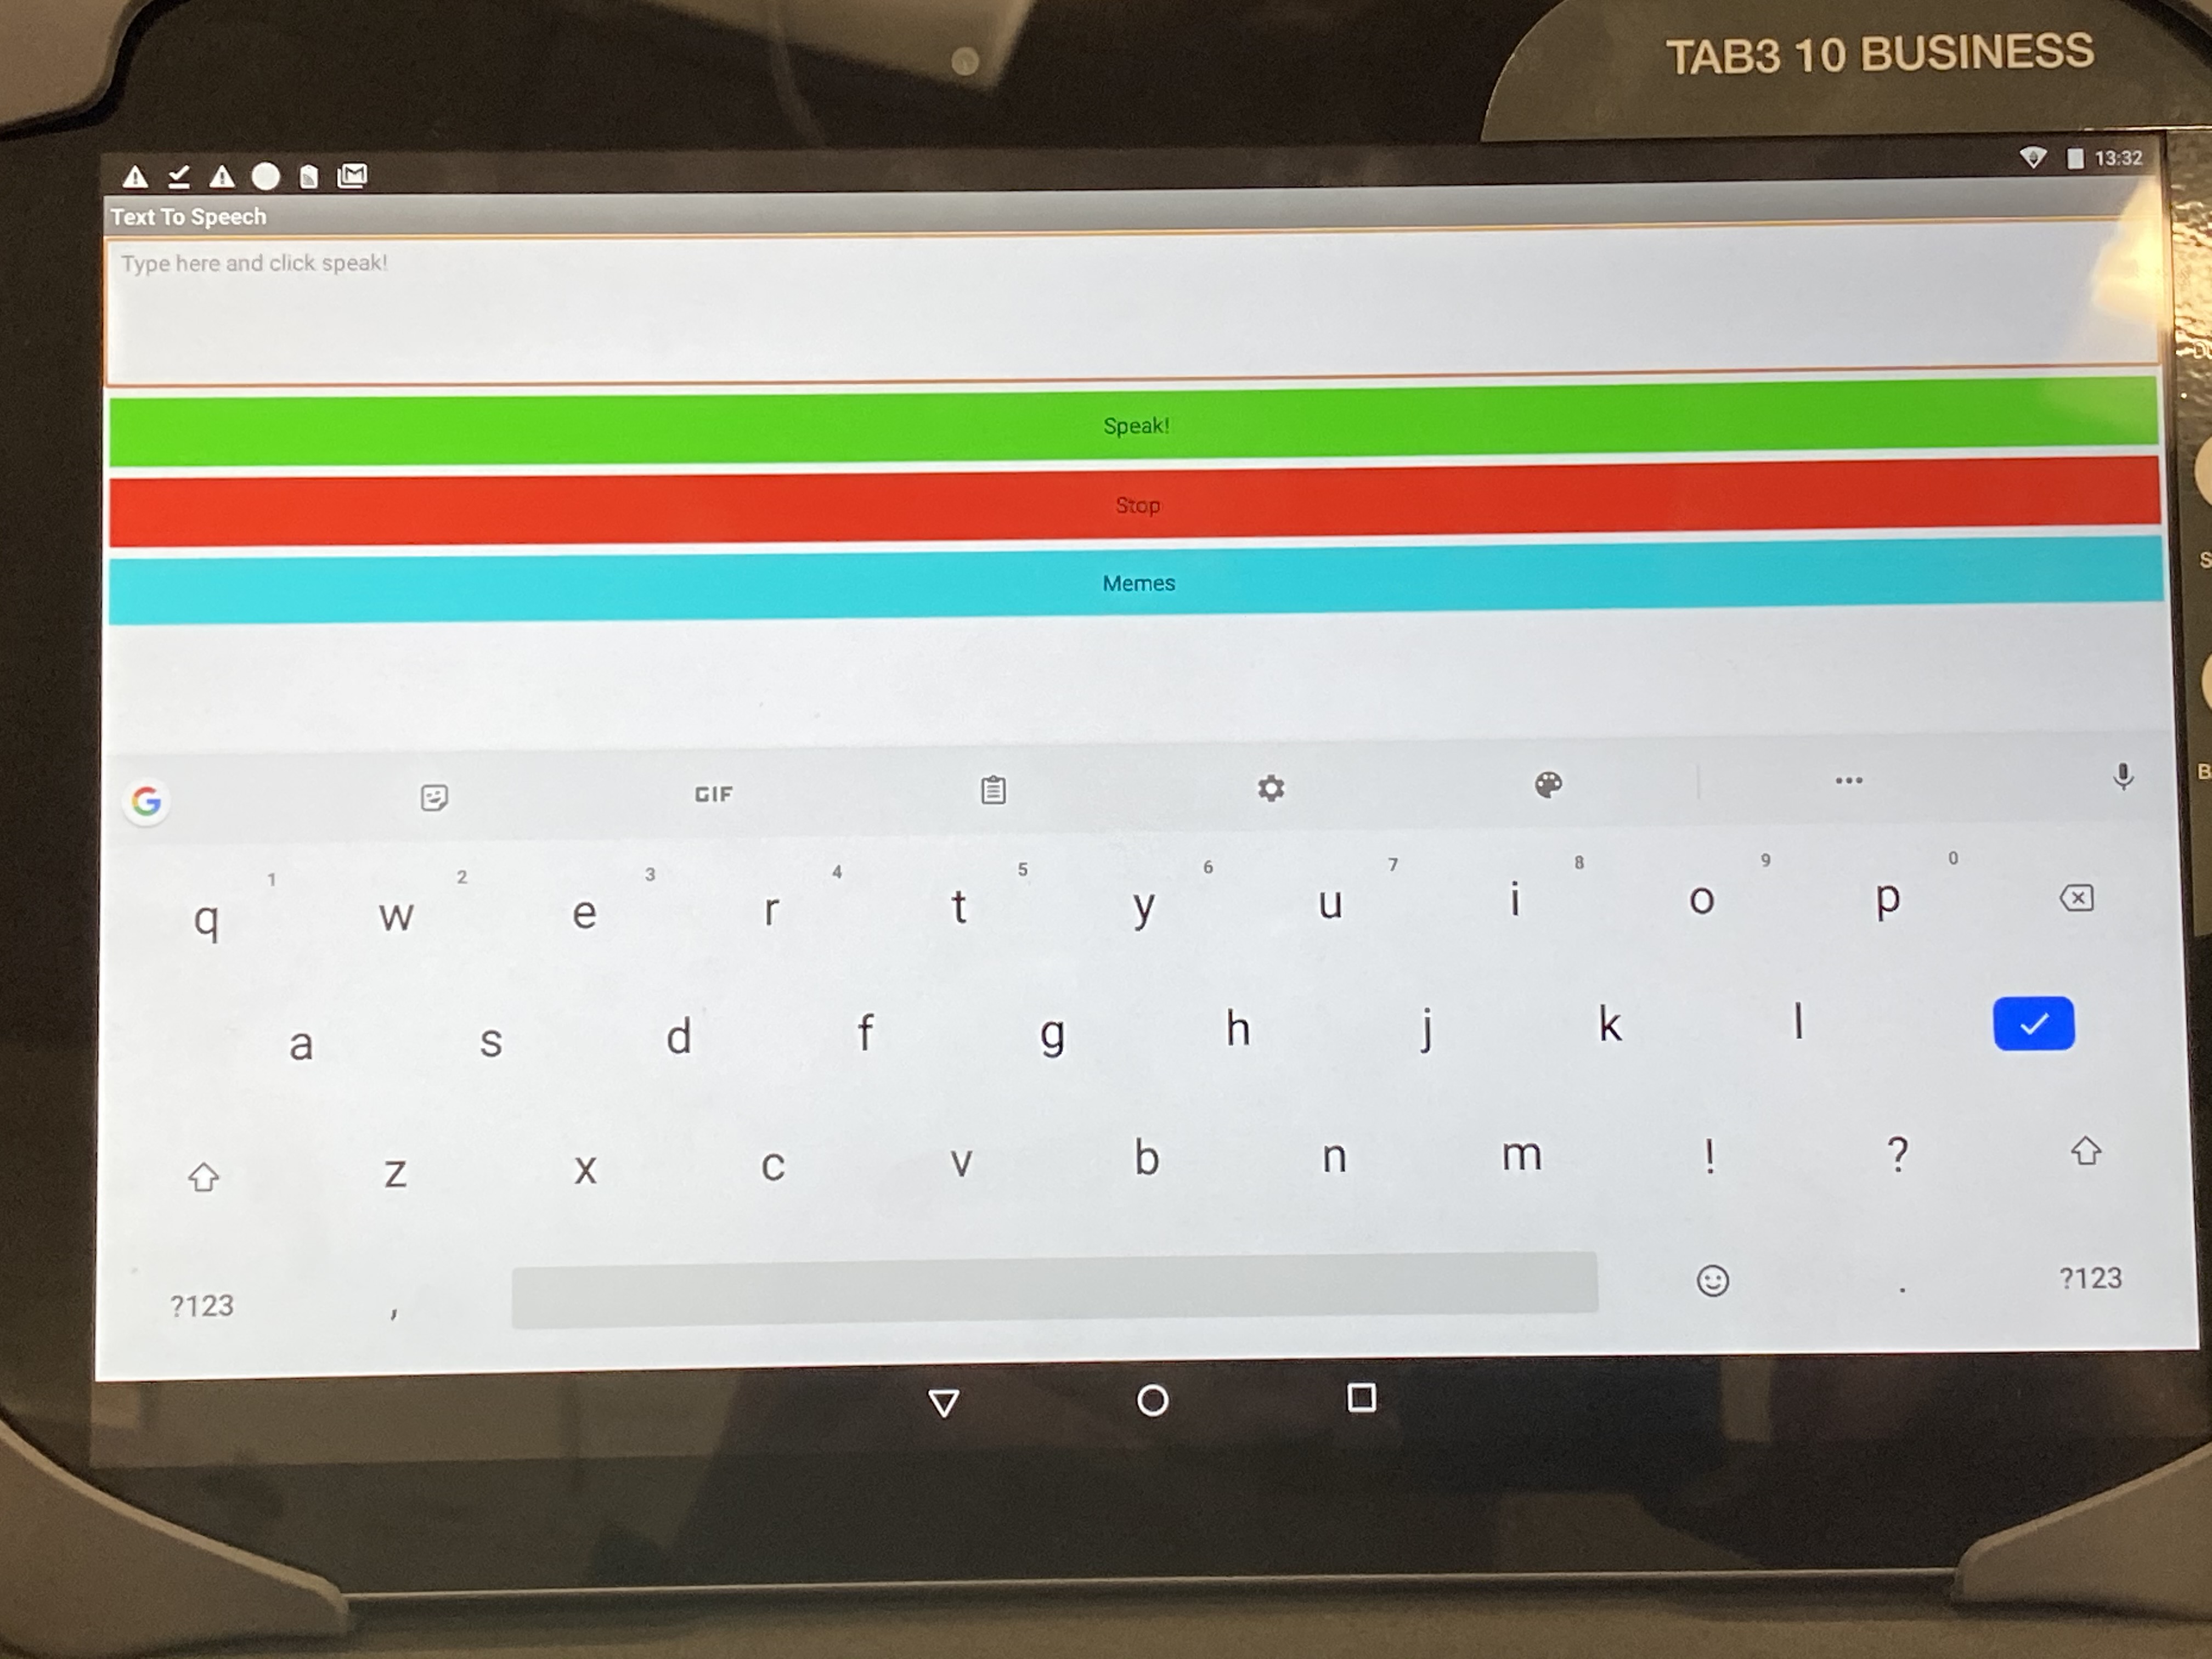 TAB3 10 BUSINESS
13:32
Text To Speech
Type here and click speak!
Speak!
Stop
Memes
GIF
1 2 3 4 5 6 7 8 9 0
q w e r t y u i o p
a s d f g h j k l
z x c v b n m ! ?
?123 , . ?123